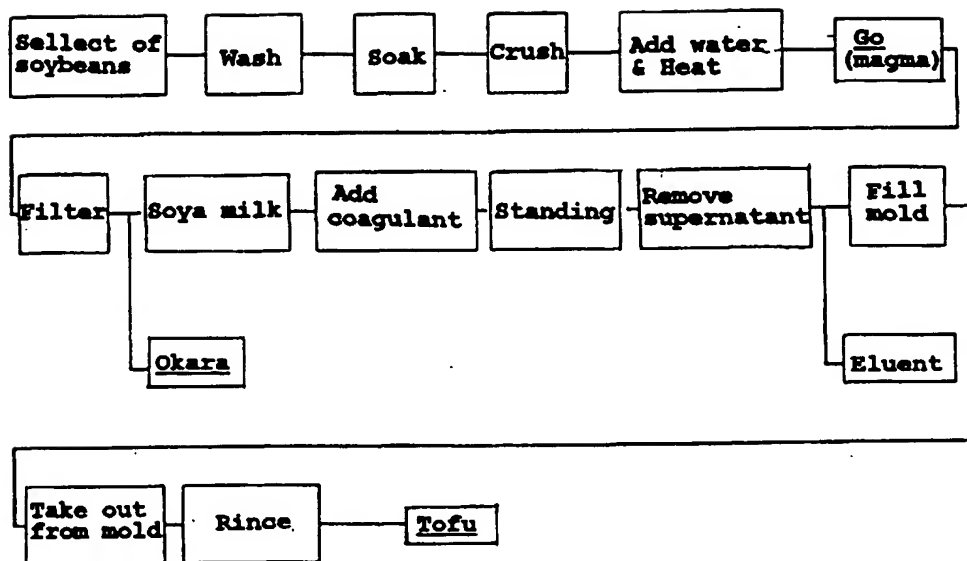 Sellect of
soybeans
Wash
Soak
Crush
Add water
& Heat
Go
(magma)
Filter
Soya milk
Add
coagulant
Standing
Remove
supernatant
Fill
mold
Okara
Eluent
Take out
from mold
Rince
Tofu